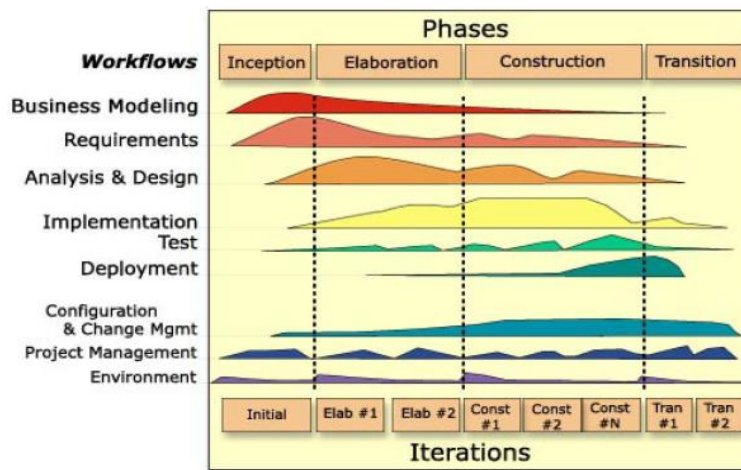 Phases
Workflows Inception Elaboration Construction Transition
Business Modeling
Requirements
Analysis & Design
Implementation
Test
Deployment
Configuration
& Change Mgmt
Project Management
Environment
Initial Elab #1 Elab #2 Const #1 Const #2 Const #N Tran #1 Tran #2
Iterations